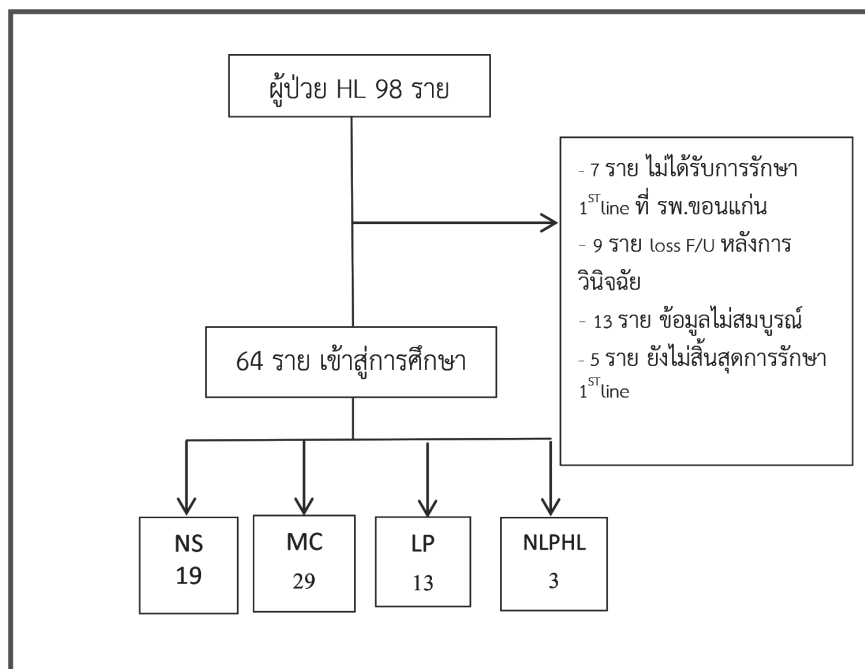 ผู้ป่วย HL 98 ราย
- 7 ราย ไม่ได้รับการรักษา
1STline ที่ รพ.ขอนแก่น
- 9 ราย loss F/U หลังการ
วินิจฉัย
- 13 ราย ข้อมูลไม่สมบูรณ์
- 5 ราย ยังไม่สิ้นสุดการรักษา
1STline
64 ราย เข้าสู่การศึกษา
NS
19
MC
29
LP
13
NLPHL
3